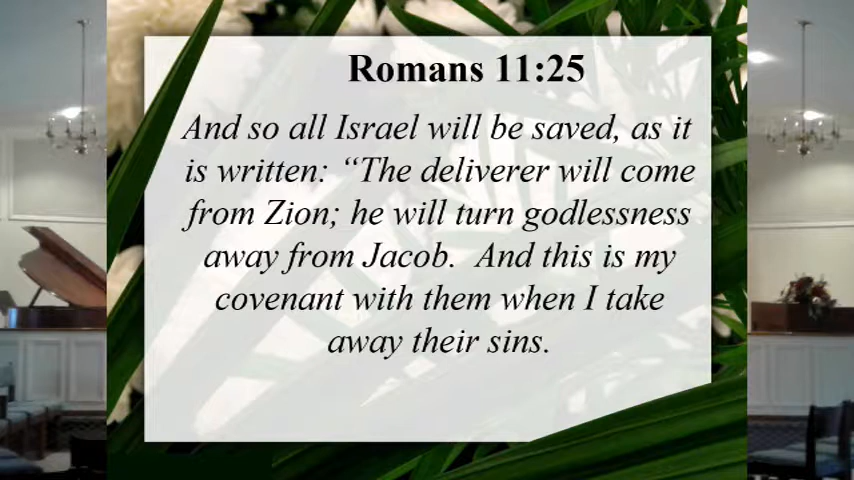 Romans 11:25
And so all Israel will be saved, as it
is written: “The deliverer will come
from Zion; he will turn godlessness
away from Jacob.  And this is my
covenant with them when I take
away their sins.